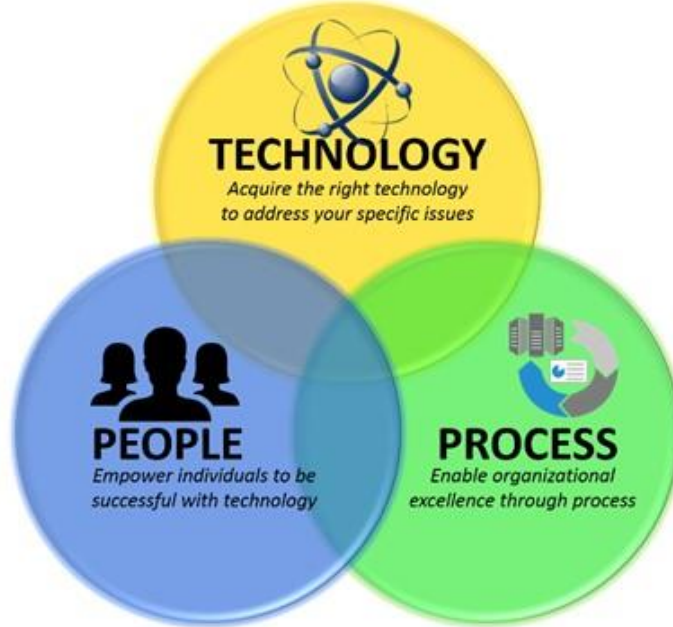 TECHNOLOGY
Acquire the right technology
to address your specific issues
PEOPLE
Empower individuals to be
successful with technology
PROCESS
Enable organizational
excellence through process